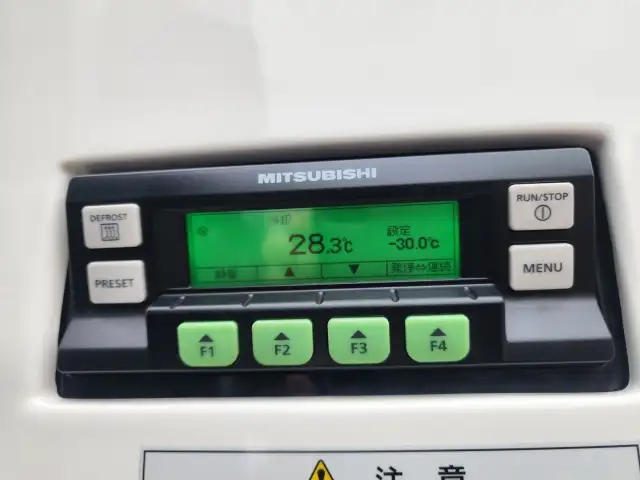 MITSUBISHI
DEFROST
RUN/STOP
設定
28.3℃
-30.0℃
▲
▼
PRESET
MENU
F1
F2
F3
F4
注意